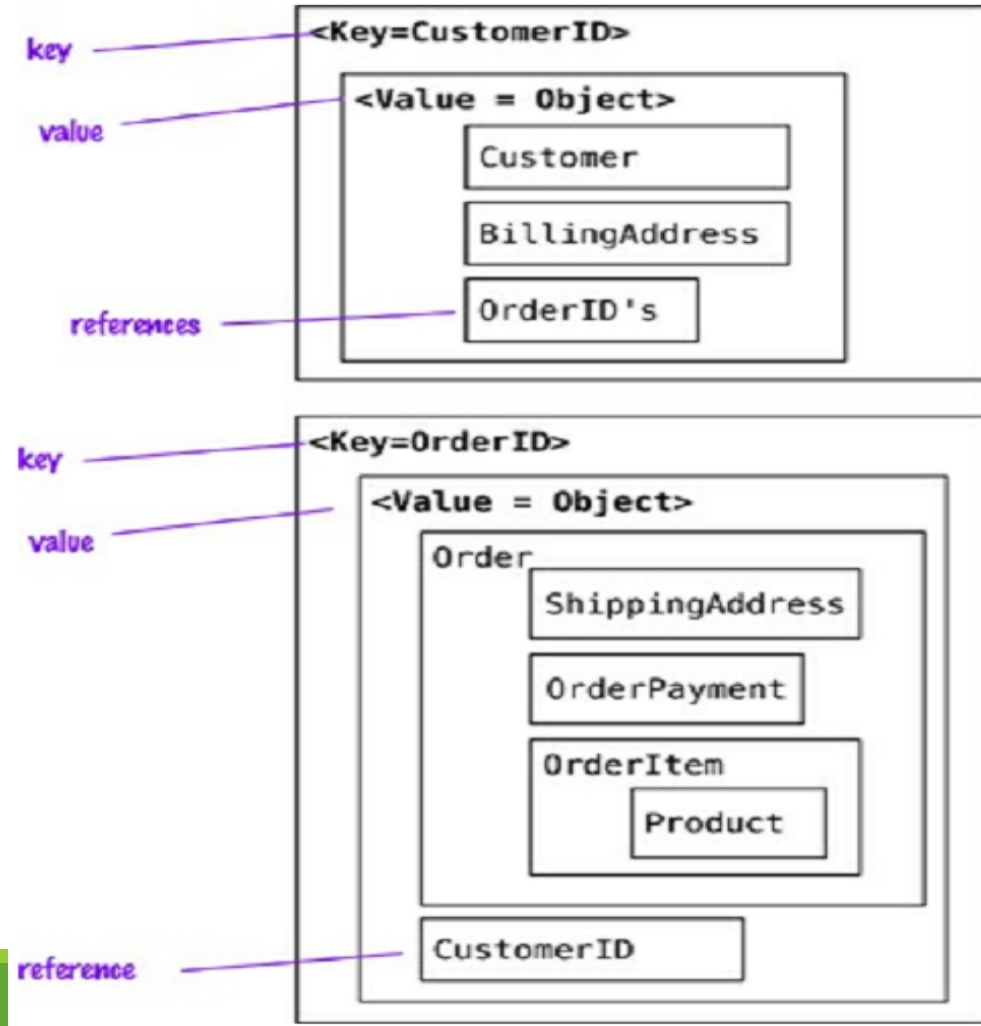 <Key=CustomerID>
key
<Value = Object>
value
Customer
BillingAddress
OrderID's
references
<Key=OrderID>
key
<Value = Object>
value
Order
ShippingAddress
OrderPayment
OrderItem
Product
CustomerID
reference